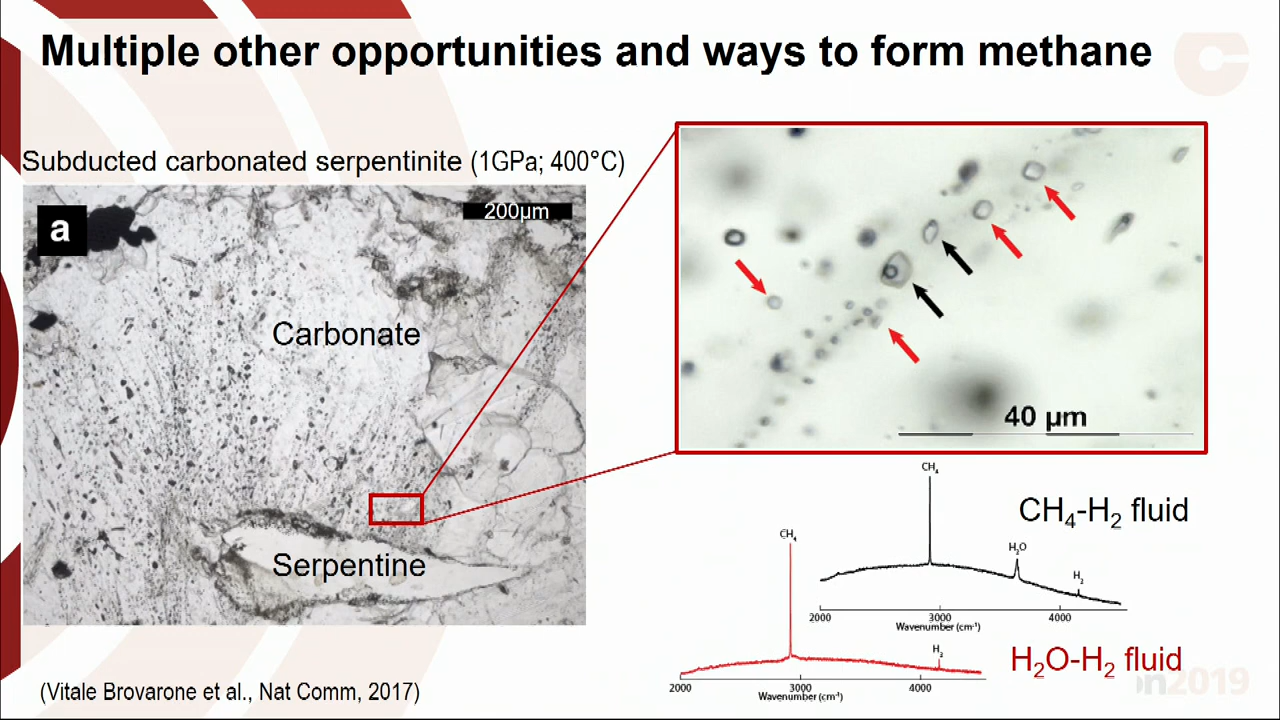 Multiple other opportunities and ways to form methane
Subducted carbonated serpentinite (1GPa; 400°C)
a
200µm
Carbonate
Serpentine
40 µm
CH₄
CH₄-H₂ fluid
H₂O
H₂
2000 3000 4000
Wavenumber (cm⁻¹)
CH₄
H₂
H₂O-H₂ fluid
2000 3000 4000
Wavenumber (cm⁻¹)
(Vitale Brovarone et al., Nat Comm, 2017)
on2019